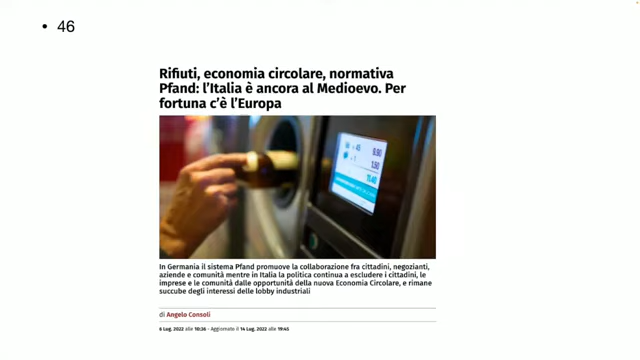 • 46
Rifiuti, economia circolare, normativa
Pfand: l’Italia è ancora al Medioevo. Per
fortuna c’è l’Europa
In Germania il sistema Pfand promuove la collaborazione fra cittadini, negozianti,
aziende e comunità mentre in Italia la politica continua a escludere i cittadini, le
imprese e le comunità dalle opportunità della nuova Economia Circolare, e rimane
succube degli interessi delle lobby industriali
di Angelo Consoli
6 Lug, 2022 alle 10:26 - Aggiornato il 14 Lug, 2022 alle 19:45